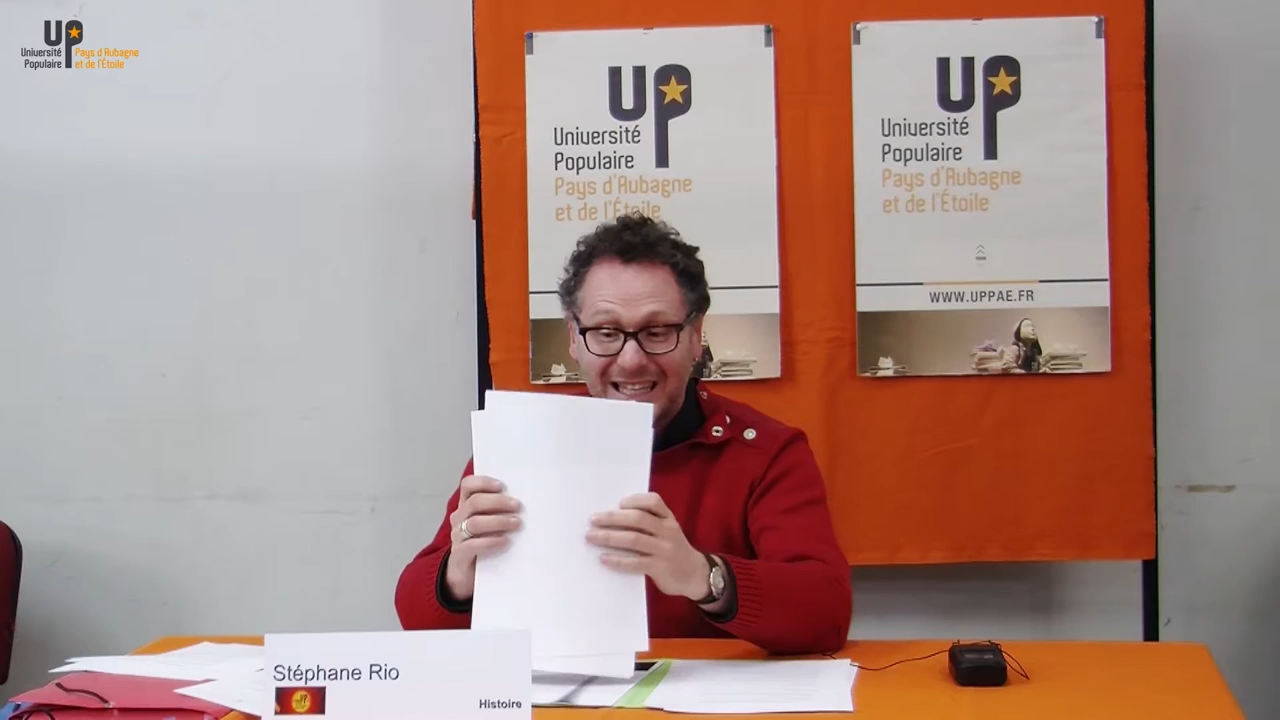 UP
Université Pays d'Aubagne
Populaire et de l'Étoile
UP
Université
Populaire
Pays d'Aubagne
et de l'Étoile
UP
Université
Populaire
Pays d'Aubagne
et de l'Étoile
WWW.UPPAE.FR
Stéphane Rio
UP
Histoire